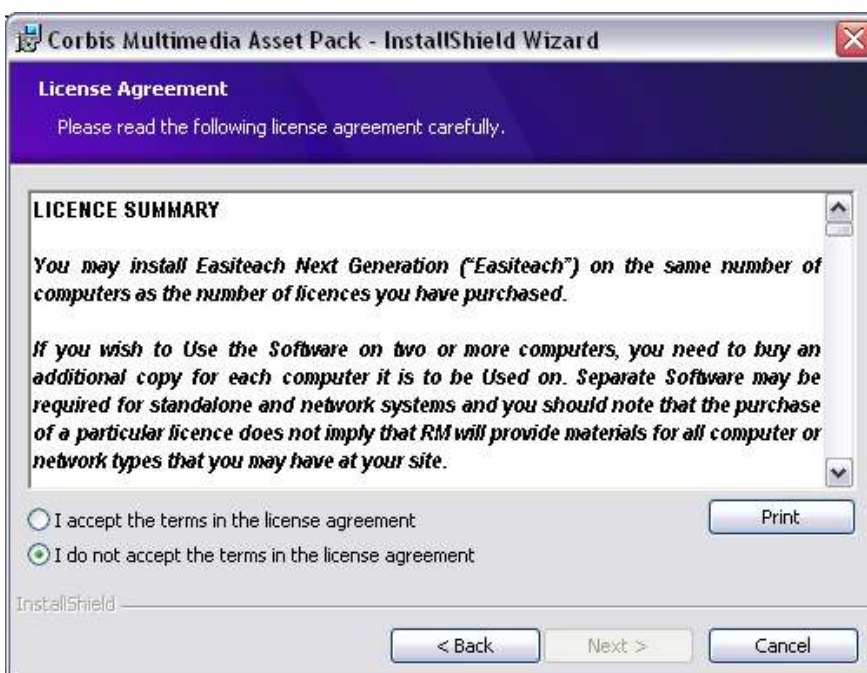 Corbis Multimedia Asset Pack - InstallShield Wizard
License Agreement
Please read the following license agreement carefully.
LICENCE SUMMARY
You may install Easiteach Next Generation ("Easiteach") on the same number of
computers as the number of licences you have purchased.
If you wish to Use the Software on two or more computers, you need to buy an
additional copy for each computer it is to be Used on. Separate Software may be
required for standalone and network systems and you should note that the purchase
of a particular licence does not imply that RM will provide materials for all computer or
network types that you may have at your site.
I accept the terms in the license agreement
Print
I do not accept the terms in the license agreement
InstallShield
< Back
Next >
Cancel